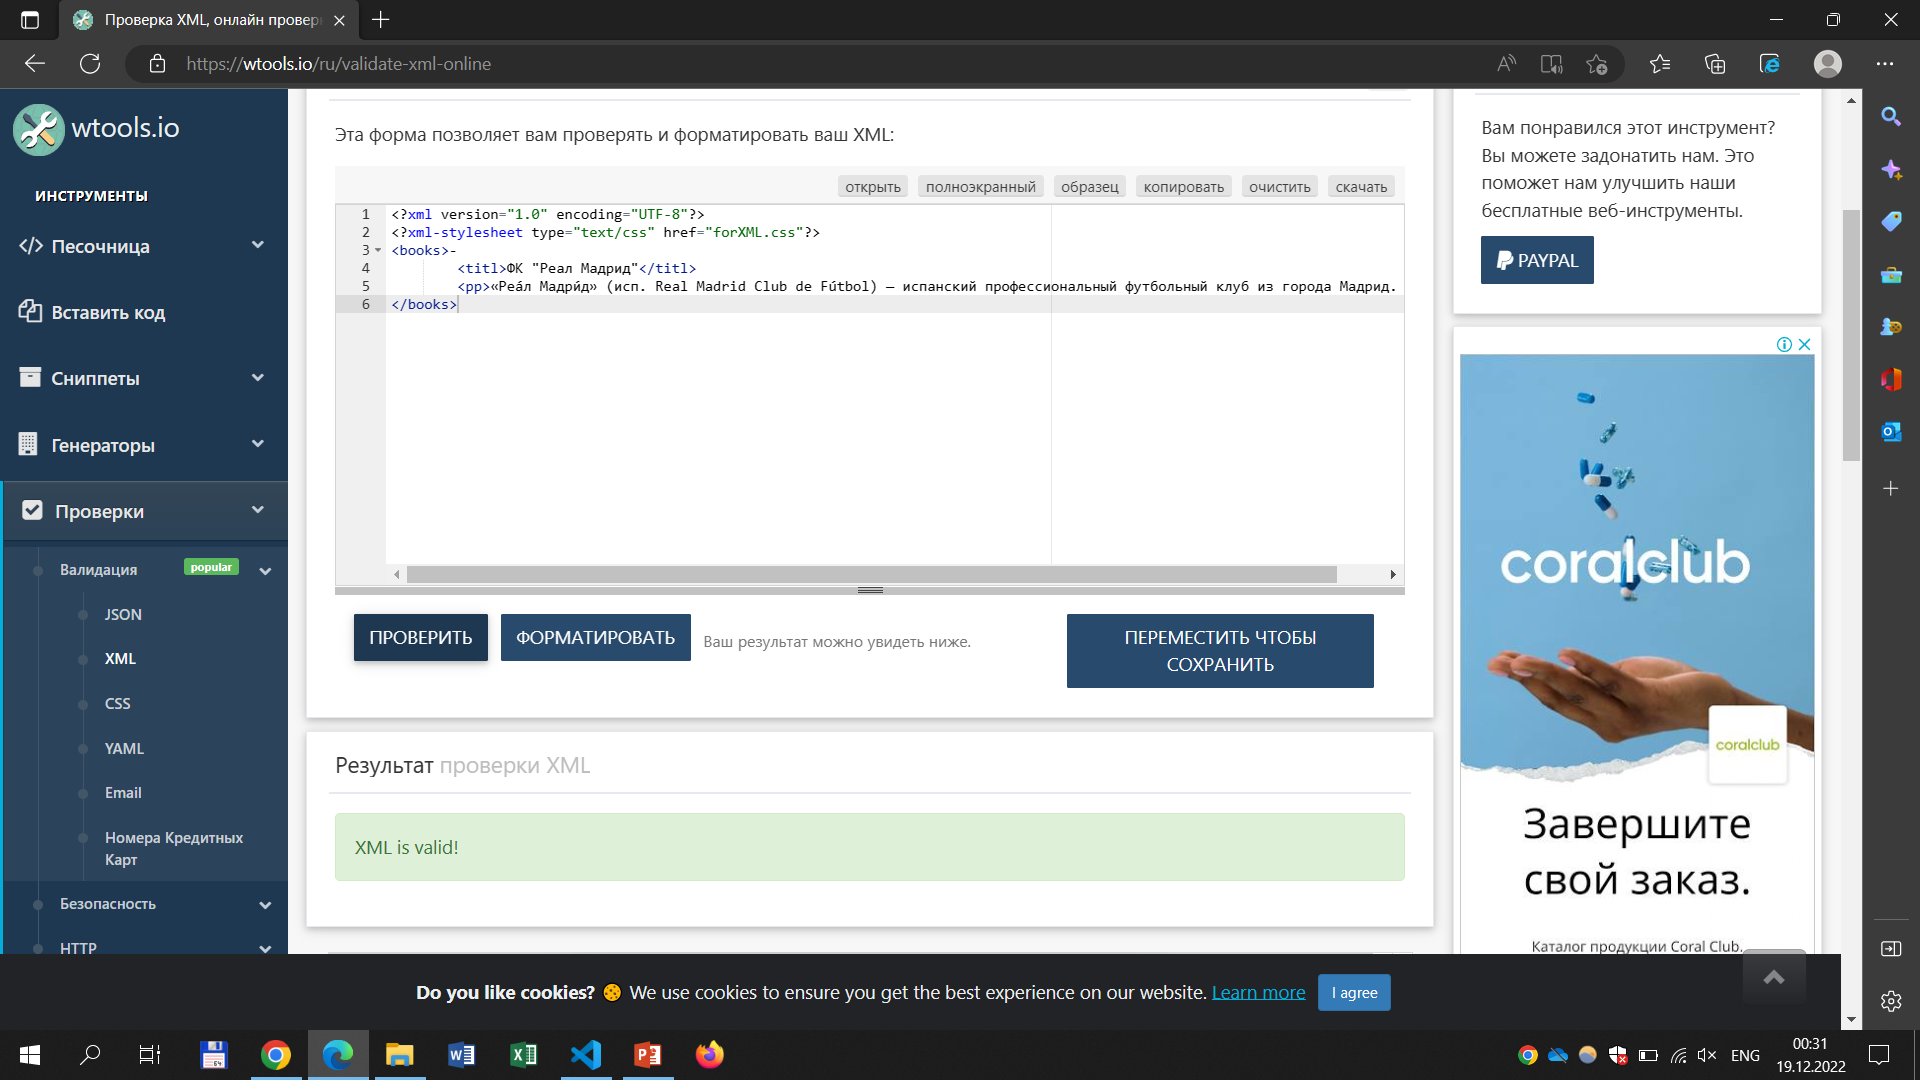 Проверка XML, онлайн провер
https://wtools.io/ru/validate-xml-online
wtools.io
ИНСТРУМЕНТЫ
Песочница
Вставить код
Сниппеты
Генераторы
Проверки
Валидация
popular
JSON
XML
CSS
YAML
Email
Номера Кредитных
Карт
Безопасность
HTTP
Эта форма позволяет вам проверять и форматировать ваш XML:
открыть полноэкранный образец копировать очистить скачать
1 <?xml version="1.0" encoding="UTF-8"?>
2 <?xml-stylesheet type="text/css" href="forXML.css"?>
3 <books>-
4 <titl>ФК "Реал Мадрид"</titl>
5 <pp>«Реа́л Мадри́д» (исп. Real Madrid Club de Fútbol) — испанский профессиональный футбольный клуб из города Мадрид.
6 </books>
ПРОВЕРИТЬ
ФОРМАТИРОВАТЬ
Ваш результат можно увидеть ниже.
ПЕРЕМЕСТИТЬ ЧТОБЫ
СОХРАНИТЬ
Результат проверки XML
XML is valid!
Вам понравился этот инструмент?
Вы можете задонатить нам. Это
поможет нам улучшить наши
бесплатные веб-инструменты.
PAYPAL
coralclub
coralclub
Завершите
свой заказ.
Каталог продукции Coral Club.
Do you like cookies? We use cookies to ensure you get the best experience on our website. Learn more
I agree
ENG
00:31
19.12.2022